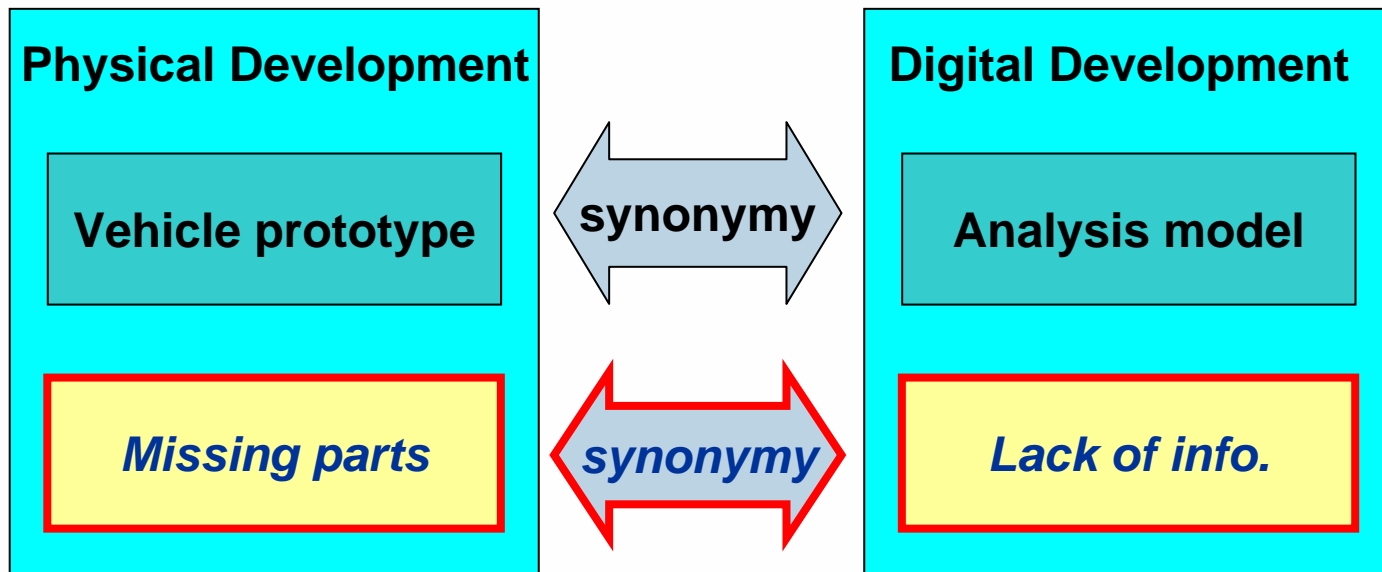 Physical Development
Digital Development
Vehicle prototype
synonymy
Analysis model
Missing parts
synonymy
Lack of info.